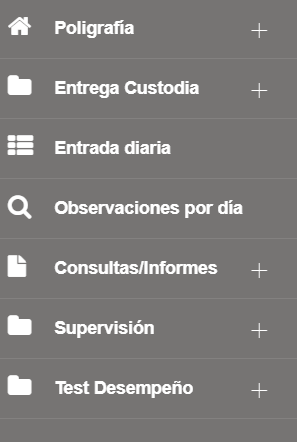 Poligrafía
Entrega Custodia
Entrada diaria
Observaciones por día
Consultas/Informes
Supervisión
Test Desempeño